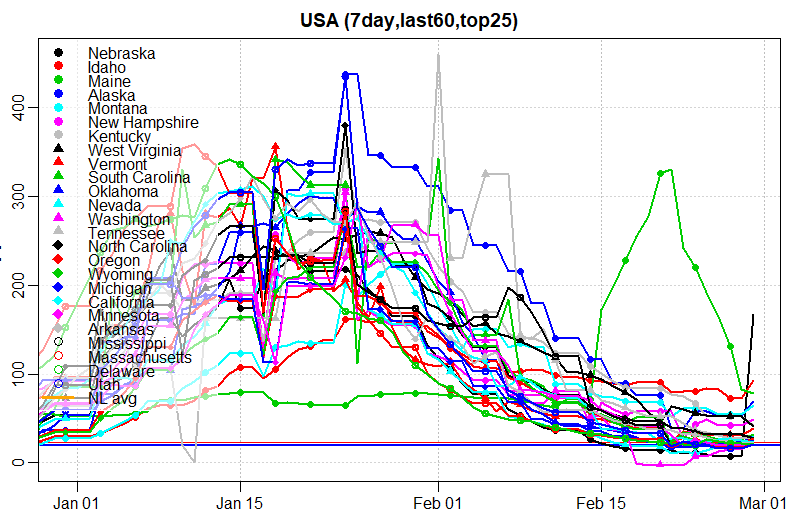 USA (7day,last60,top25)
Nebraska
Idaho
Maine
Alaska
Montana
New Hampshire
Kentucky
West Virginia
Vermont
South Carolina
Oklahoma
Nevada
Washington
Tennessee
North Carolina
Oregon
Wyoming
Michigan
California
Minnesota
Arkansas
Mississippi
Massachusetts
Delaware
Utah
NL avg
400
300
200
100
0
Jan 01
Jan 15
Feb 01
Feb 15
Mar 01